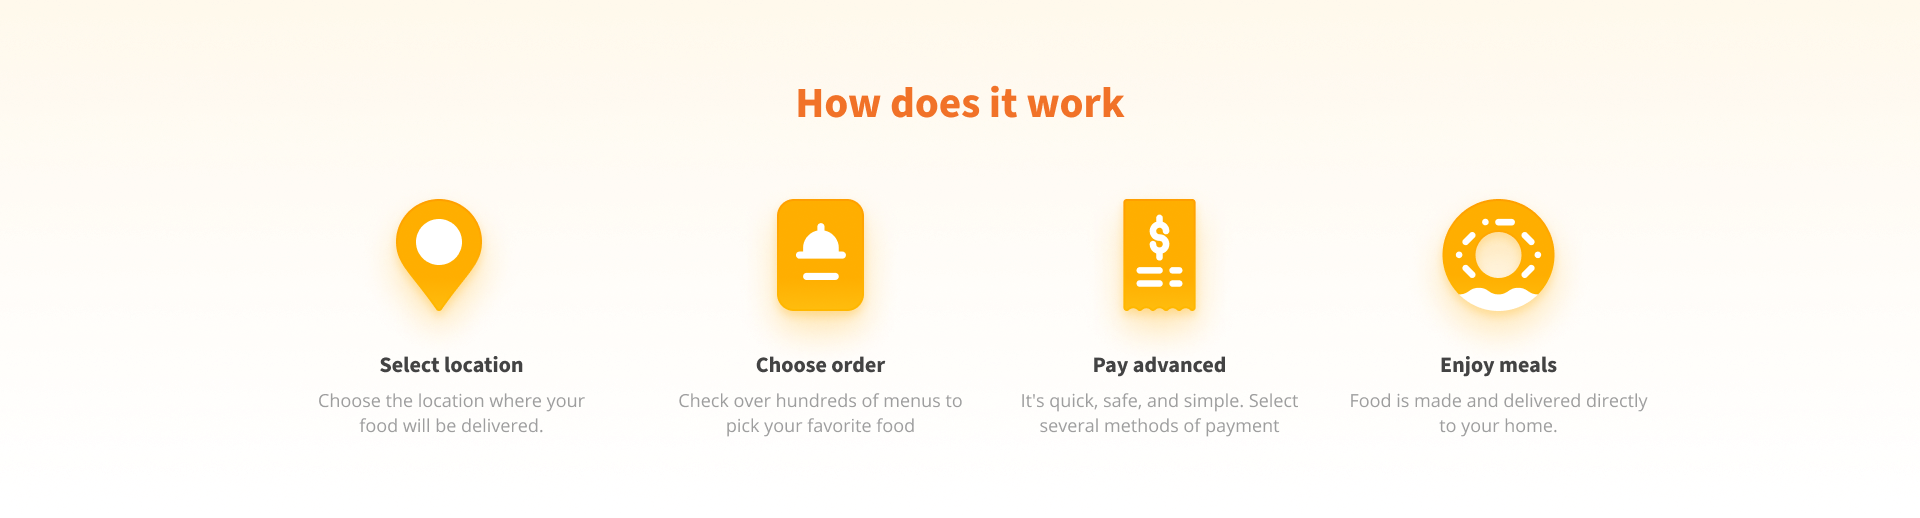 How does it work
$
Select location
Choose the location where your
food will be delivered.
Choose order
Check over hundreds of menus to
pick your favorite food
Pay advanced
It's quick, safe, and simple. Select
several methods of payment
Enjoy meals
Food is made and delivered directly
to your home.